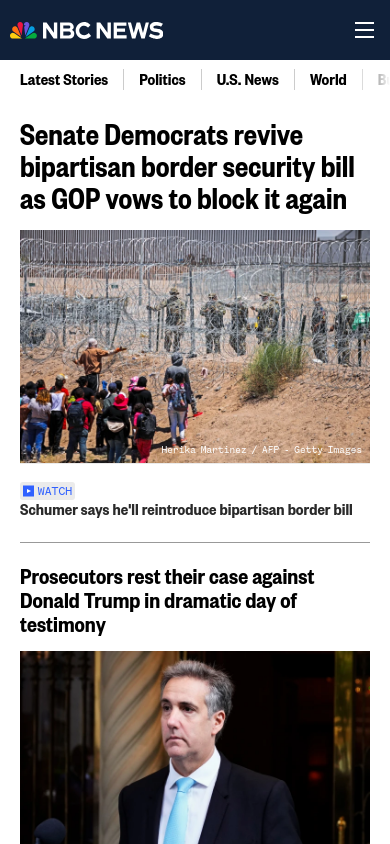 NBC NEWS
Latest Stories
Politics
U.S. News
World
Senate Democrats revive
bipartisan border security bill
as GOP vows to block it again
Herika Martinez / AFP - Getty Images
WATCH
Schumer says he'll reintroduce bipartisan border bill
Prosecutors rest their case against
Donald Trump in dramatic day of
testimony